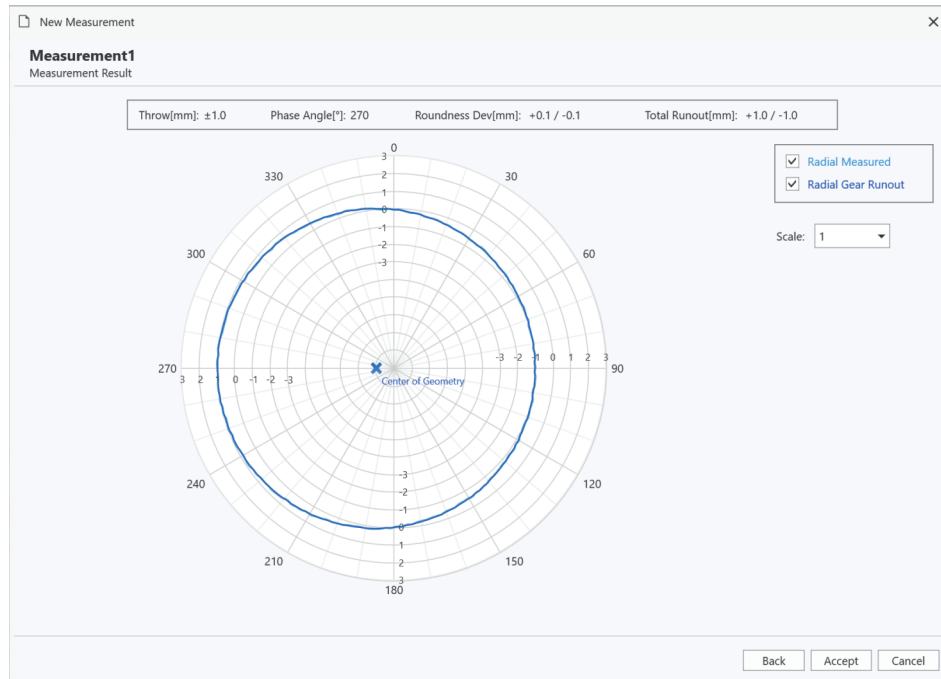 New Measurement
Measurement1
Measurement Result
Throw[mm]: ±1.0 Phase Angle[°]: 270 Roundness Dev[mm]: +0.1 / -0.1 Total Runout[mm]: +1.0 / -1.0
Radial Measured
Radial Gear Runout
Scale: 1
0
3
330 2 30
1
0
-1
300 -2 60
-3
-3 -2 -1 0 1 2 3
270 90
3 2 1 0 -1 -2 -3
Center of Geometry
-3
240 -2 120
-1
0
1
210 2 150
3
180
Back Accept Cancel